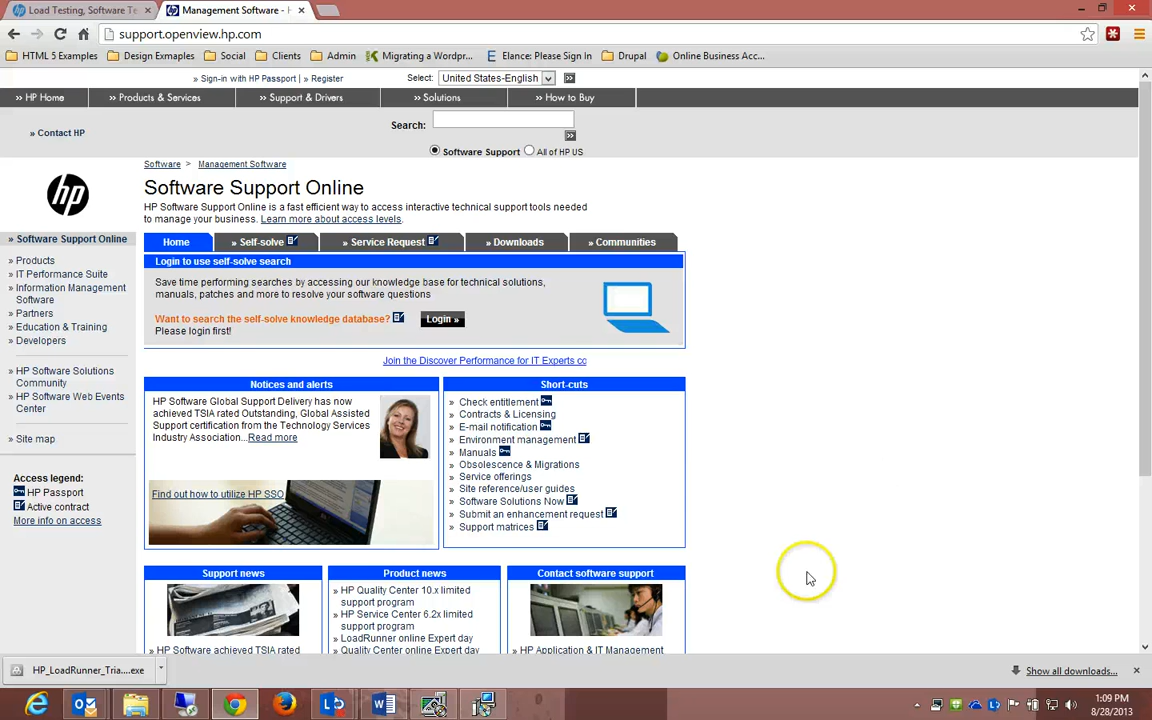 Load Testing, Software Te
Management Software -
support.openview.hp.com
HTML 5 Examples
Design Exmaples
Social
Clients
Admin
Migrating a Wordpr...
Elance: Please Sign In
Drupal
Online Business Acc...
» Sign-in with HP Passport | » Register
Select: United States-English »
» HP Home
» Products & Services
» Support & Drivers
» Solutions
» How to Buy
Search:
»
» Contact HP
Software Support All of HP US
Software > Management Software
hp
Software Support Online
HP Software Support Online is a fast efficient way to access interactive technical support tools needed
to manage your business. Learn more about access levels.
» Software Support Online
» Products
» IT Performance Suite
» Information Management
Software
» Partners
» Education & Training
» Developers
» HP Software Solutions
Community
» HP Software Web Events
Center
» Site map
Access legend:
HP Passport
Active contract
More info on access
Home
» Self-solve
» Service Request
» Downloads
» Communities
Login to use self-solve search
Save time performing searches by accessing our knowledge base for technical solutions,
manuals, patches and more to resolve your software questions
Want to search the self-solve knowledge database?
Login »
Please login first!
Join the Discover Performance for IT Experts cc
Notices and alerts
HP Software Global Support Delivery has now
achieved TSIA rated Outstanding, Global Assisted
Support certification from the Technology Services
Industry Association...Read more
Find out how to utilize HP SSO
Short-cuts
» Check entitlement
» Contracts & Licensing
» E-mail notification
» Environment management
» Manuals
» Obsolescence & Migrations
» Service offerings
» Site reference/user guides
» Software Solutions Now
» Submit an enhancement request
» Support matrices
Support news
» HP Software achieved TSIA rated
Product news
» HP Quality Center 10.x limited
support program
» HP Service Center 6.2x limited
support program
» LoadRunner online Expert day
» Quality Center online Expert day
Contact software support
» HP Application & IT Management
HP_LoadRunner_Tria....exe
Show all downloads...
1:09 PM
8/28/2013